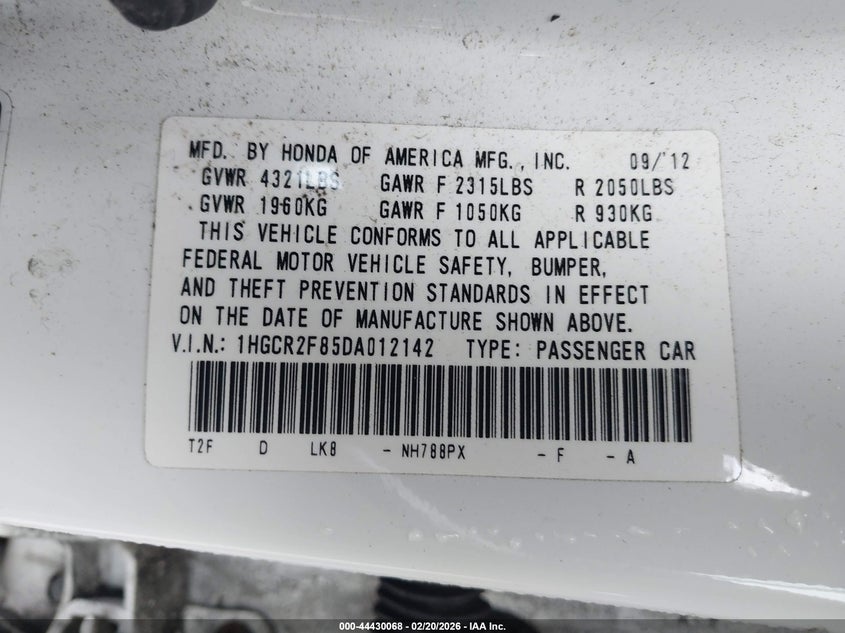 MFD. BY HONDA OF AMERICA MFG., INC. 09/'12
GVWR 4321LBS GAWR F 2315LBS R 2050LBS
GVWR 1960KG GAWR F 1050KG R 930KG
THIS VEHICLE CONFORMS TO ALL APPLICABLE
FEDERAL MOTOR VEHICLE SAFETY, BUMPER,
AND THEFT PREVENTION STANDARDS IN EFFECT
ON THE DATE OF MANUFACTURE SHOWN ABOVE.
V.I.N.: 1HGCR2F85DA012142 TYPE: PASSENGER CAR
T2F D LK8 - NH788PX - F - A
000-44430068 - 02/20/2026 - IAA Inc.